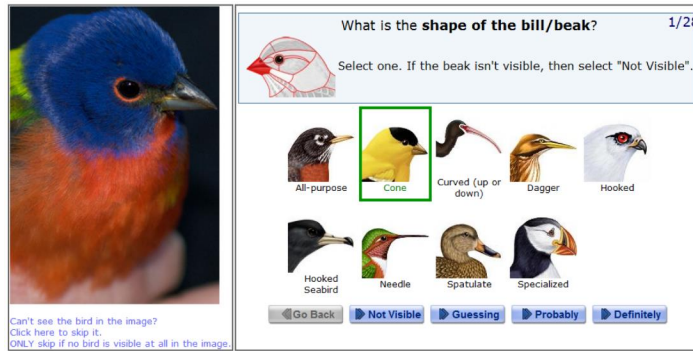 What is the shape of the bill/beak?
1/28
Select one. If the beak isn't visible, then select "Not Visible".
All-purpose
Cone
Curved (up or
down)
Dagger
Hooked
Hooked
Seabird
Needle
Spatulate
Specialized
Go Back
Not Visible
Guessing
Probably
Definitely
Can't see the bird in the image?
Click here to skip it.
ONLY skip if no bird is visible at all in the image.